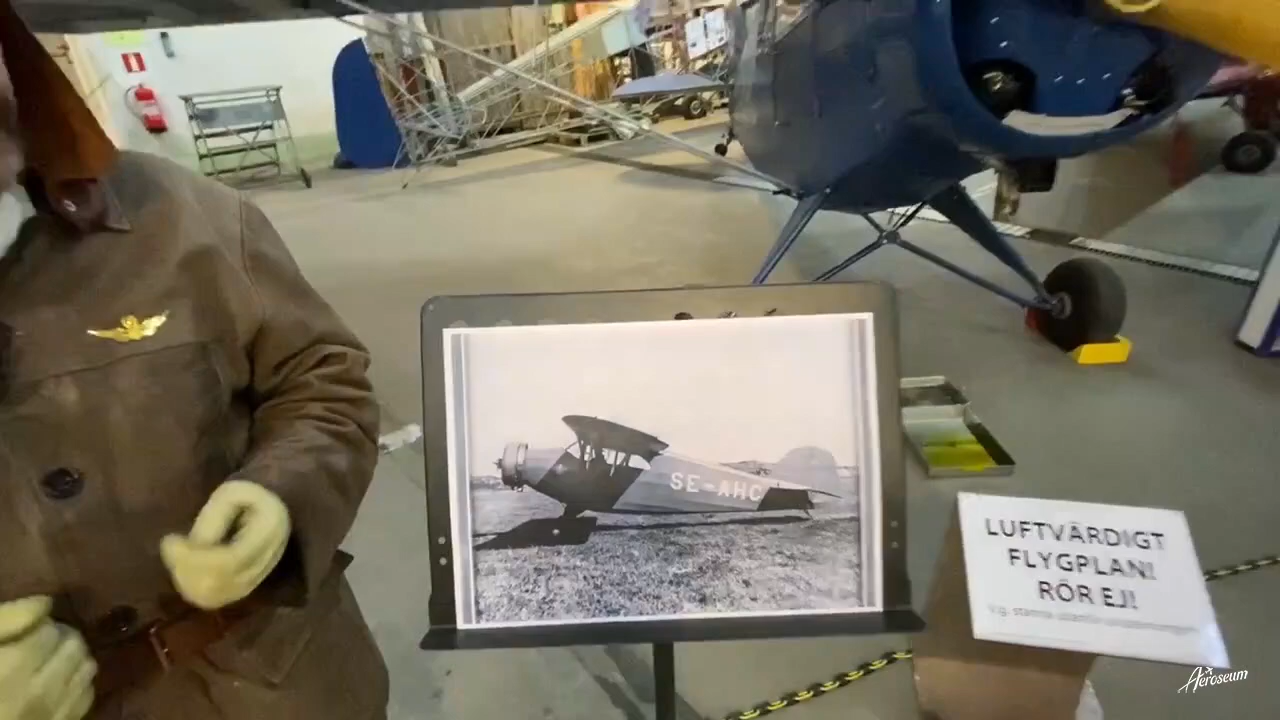 SE-AHC
LUFTVÄRDIGT
FLYGPLAN!
RÖR EJ!
Aeroseum